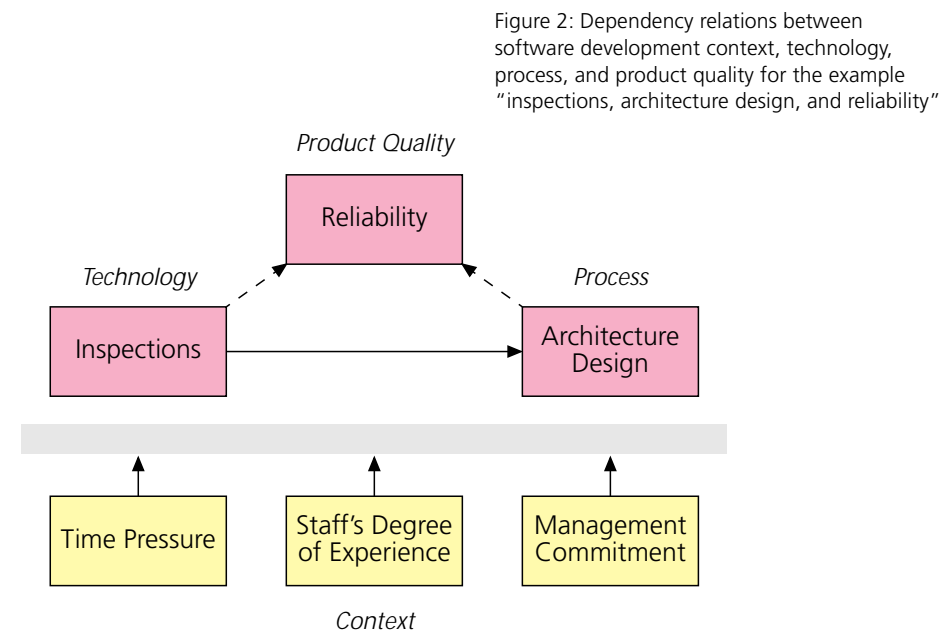 Figure 2: Dependency relations between
software development context, technology,
process, and product quality for the example
“inspections, architecture design, and reliability”
Product Quality
Reliability
Technology
Process
Inspections
Architecture
Design
Time Pressure
Staff’s Degree
of Experience
Management
Commitment
Context